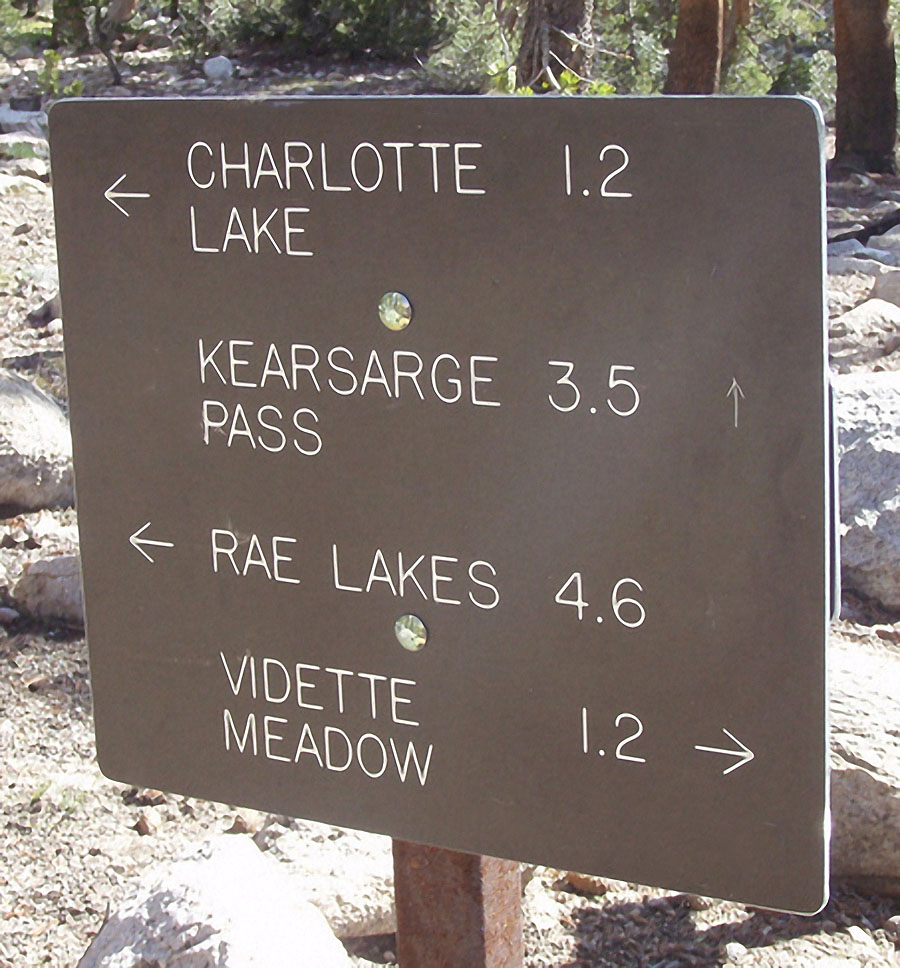 ← CHARLOTTE 1.2
LAKE
KEARSARGE 3.5 ↑
PASS
← RAE LAKES 4.6
VIDETTE
MEADOW 1.2 →